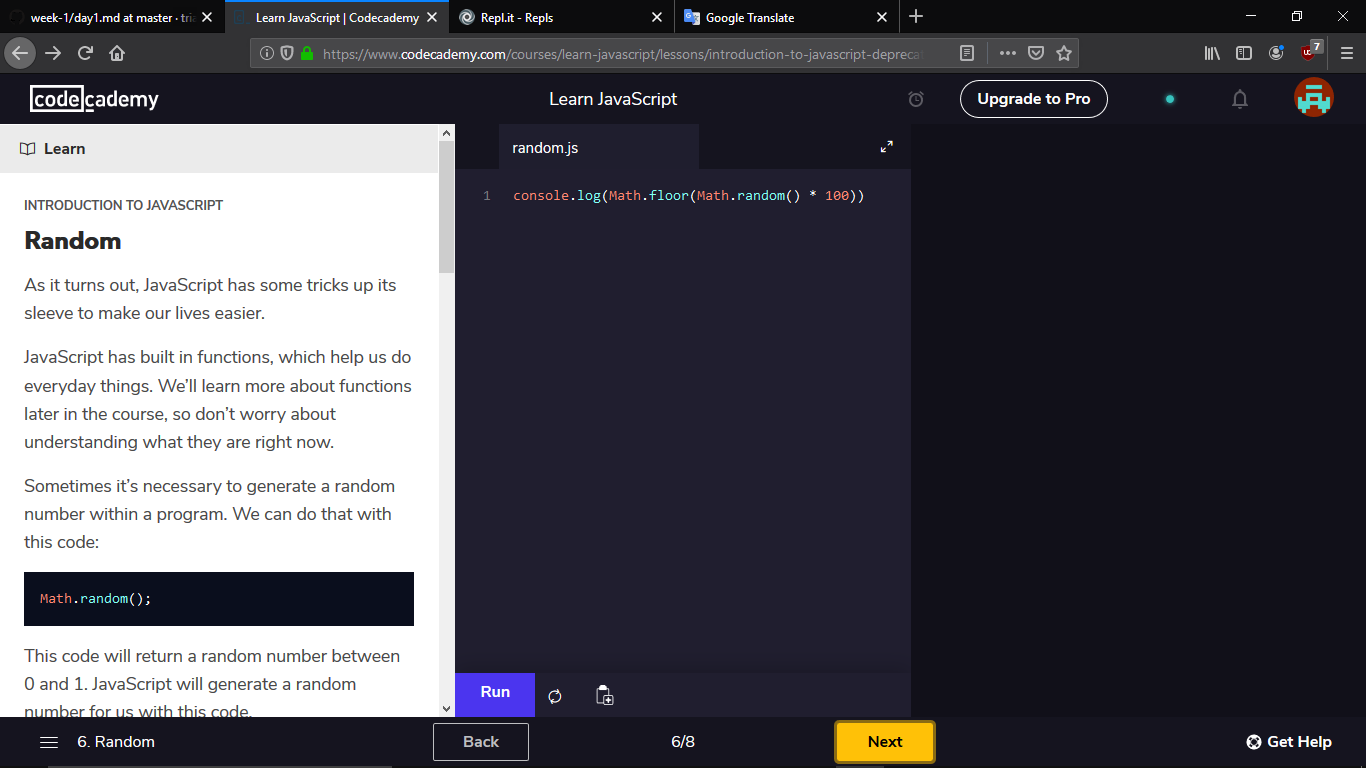 week-1/day1.md at master · tri
Learn JavaScript | Codecademy
Repl.it - Repls
Google Translate
https://www.codecademy.com/courses/learn-javascript/lessons/introduction-to-javascript-deprecat
7
codecademy
Learn JavaScript
Upgrade to Pro
Learn
random.js
INTRODUCTION TO JAVASCRIPT
1 console.log(Math.floor(Math.random() * 100))
Random
As it turns out, JavaScript has some tricks up its
sleeve to make our lives easier.
JavaScript has built in functions, which help us do
everyday things. We’ll learn more about functions
later in the course, so don’t worry about
understanding what they are right now.
Sometimes it’s necessary to generate a random
number within a program. We can do that with
this code:
Math.random();
This code will return a random number between
0 and 1. JavaScript will generate a random
number for us with this code.
Run
6. Random
Back
6/8
Next
Get Help